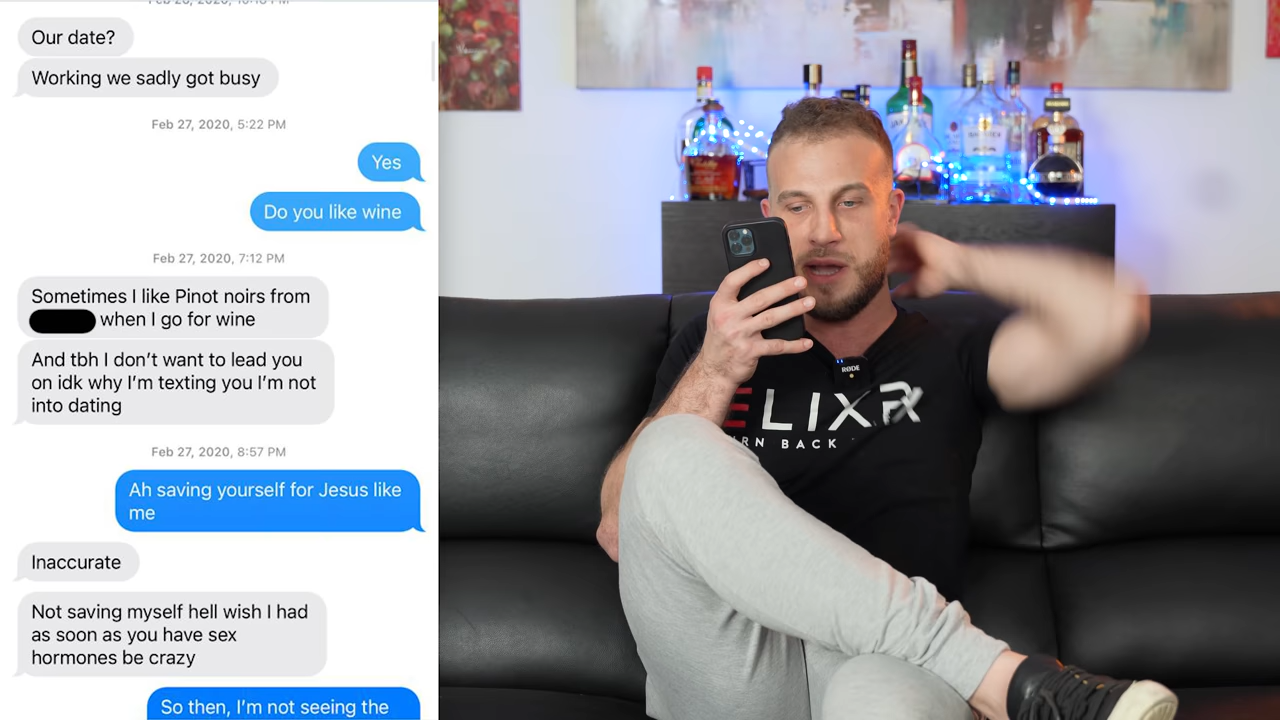 Our date?
Working we sadly got busy
Feb 27, 2020, 5:22 PM
Yes
Do you like wine
Feb 27, 2020, 7:12 PM
Sometimes I like Pinot noirs from
when I go for wine
And tbh I don’t want to lead you
on idk why I’m texting you I’m not
into dating
Feb 27, 2020, 8:57 PM
Ah saving yourself for Jesus like
me
Inaccurate
Not saving myself hell wish I had
as soon as you have sex
hormones be crazy
So then, I’m not seeing the
RØDE
ELIXR
RN BACK